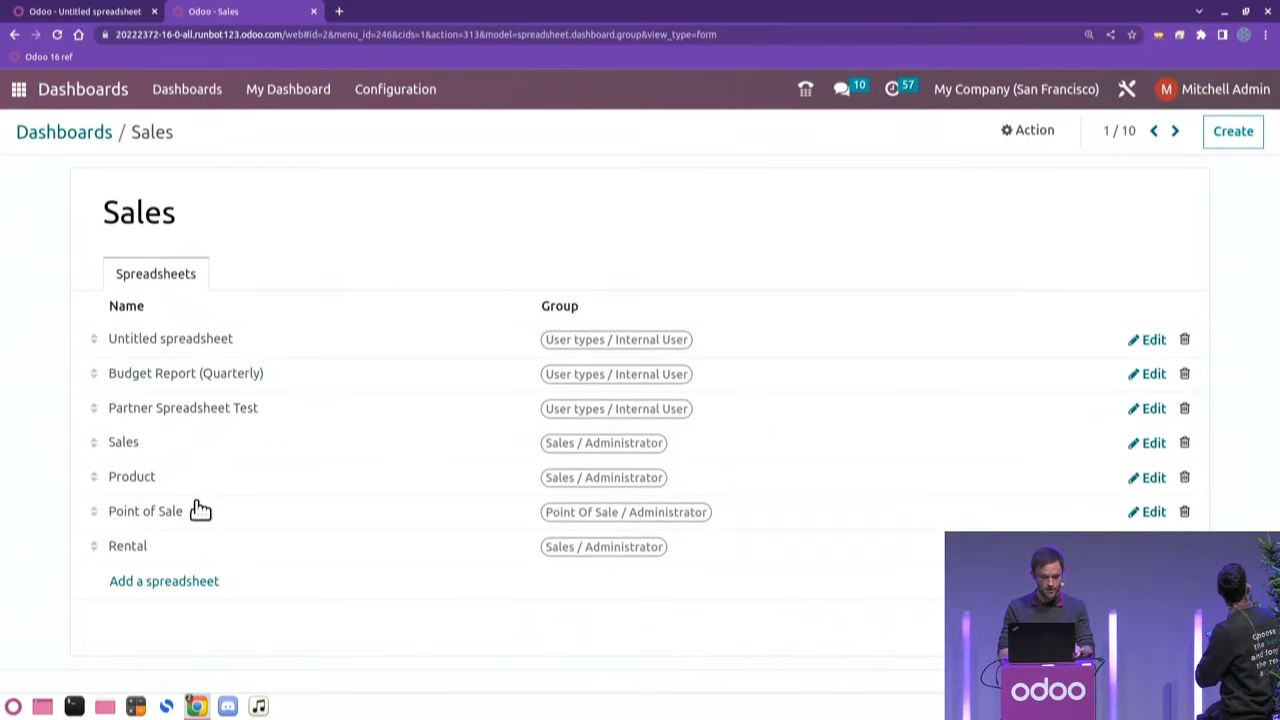 Odoo - Untitled spreadsheet
Odoo - Sales
20222372-16-0-all.runbot123.odoo.com/web#id=2&menu_id=246&cids=1&action=313&model=spreadsheet.dashboard.group&view_type=form
Odoo 16 ref
Dashboards Dashboards My Dashboard Configuration 10 57 My Company (San Francisco) M Mitchell Admin
Dashboards / Sales Action 1 / 10 Create
Sales
Spreadsheets
Name Group
Untitled spreadsheet User types / Internal User Edit
Budget Report (Quarterly) User types / Internal User Edit
Partner Spreadsheet Test User types / Internal User Edit
Sales Sales / Administrator Edit
Product Sales / Administrator Edit
Point of Sale Point Of Sale / Administrator Edit
Rental Sales / Administrator
Add a spreadsheet
Choose
the
and
odoo